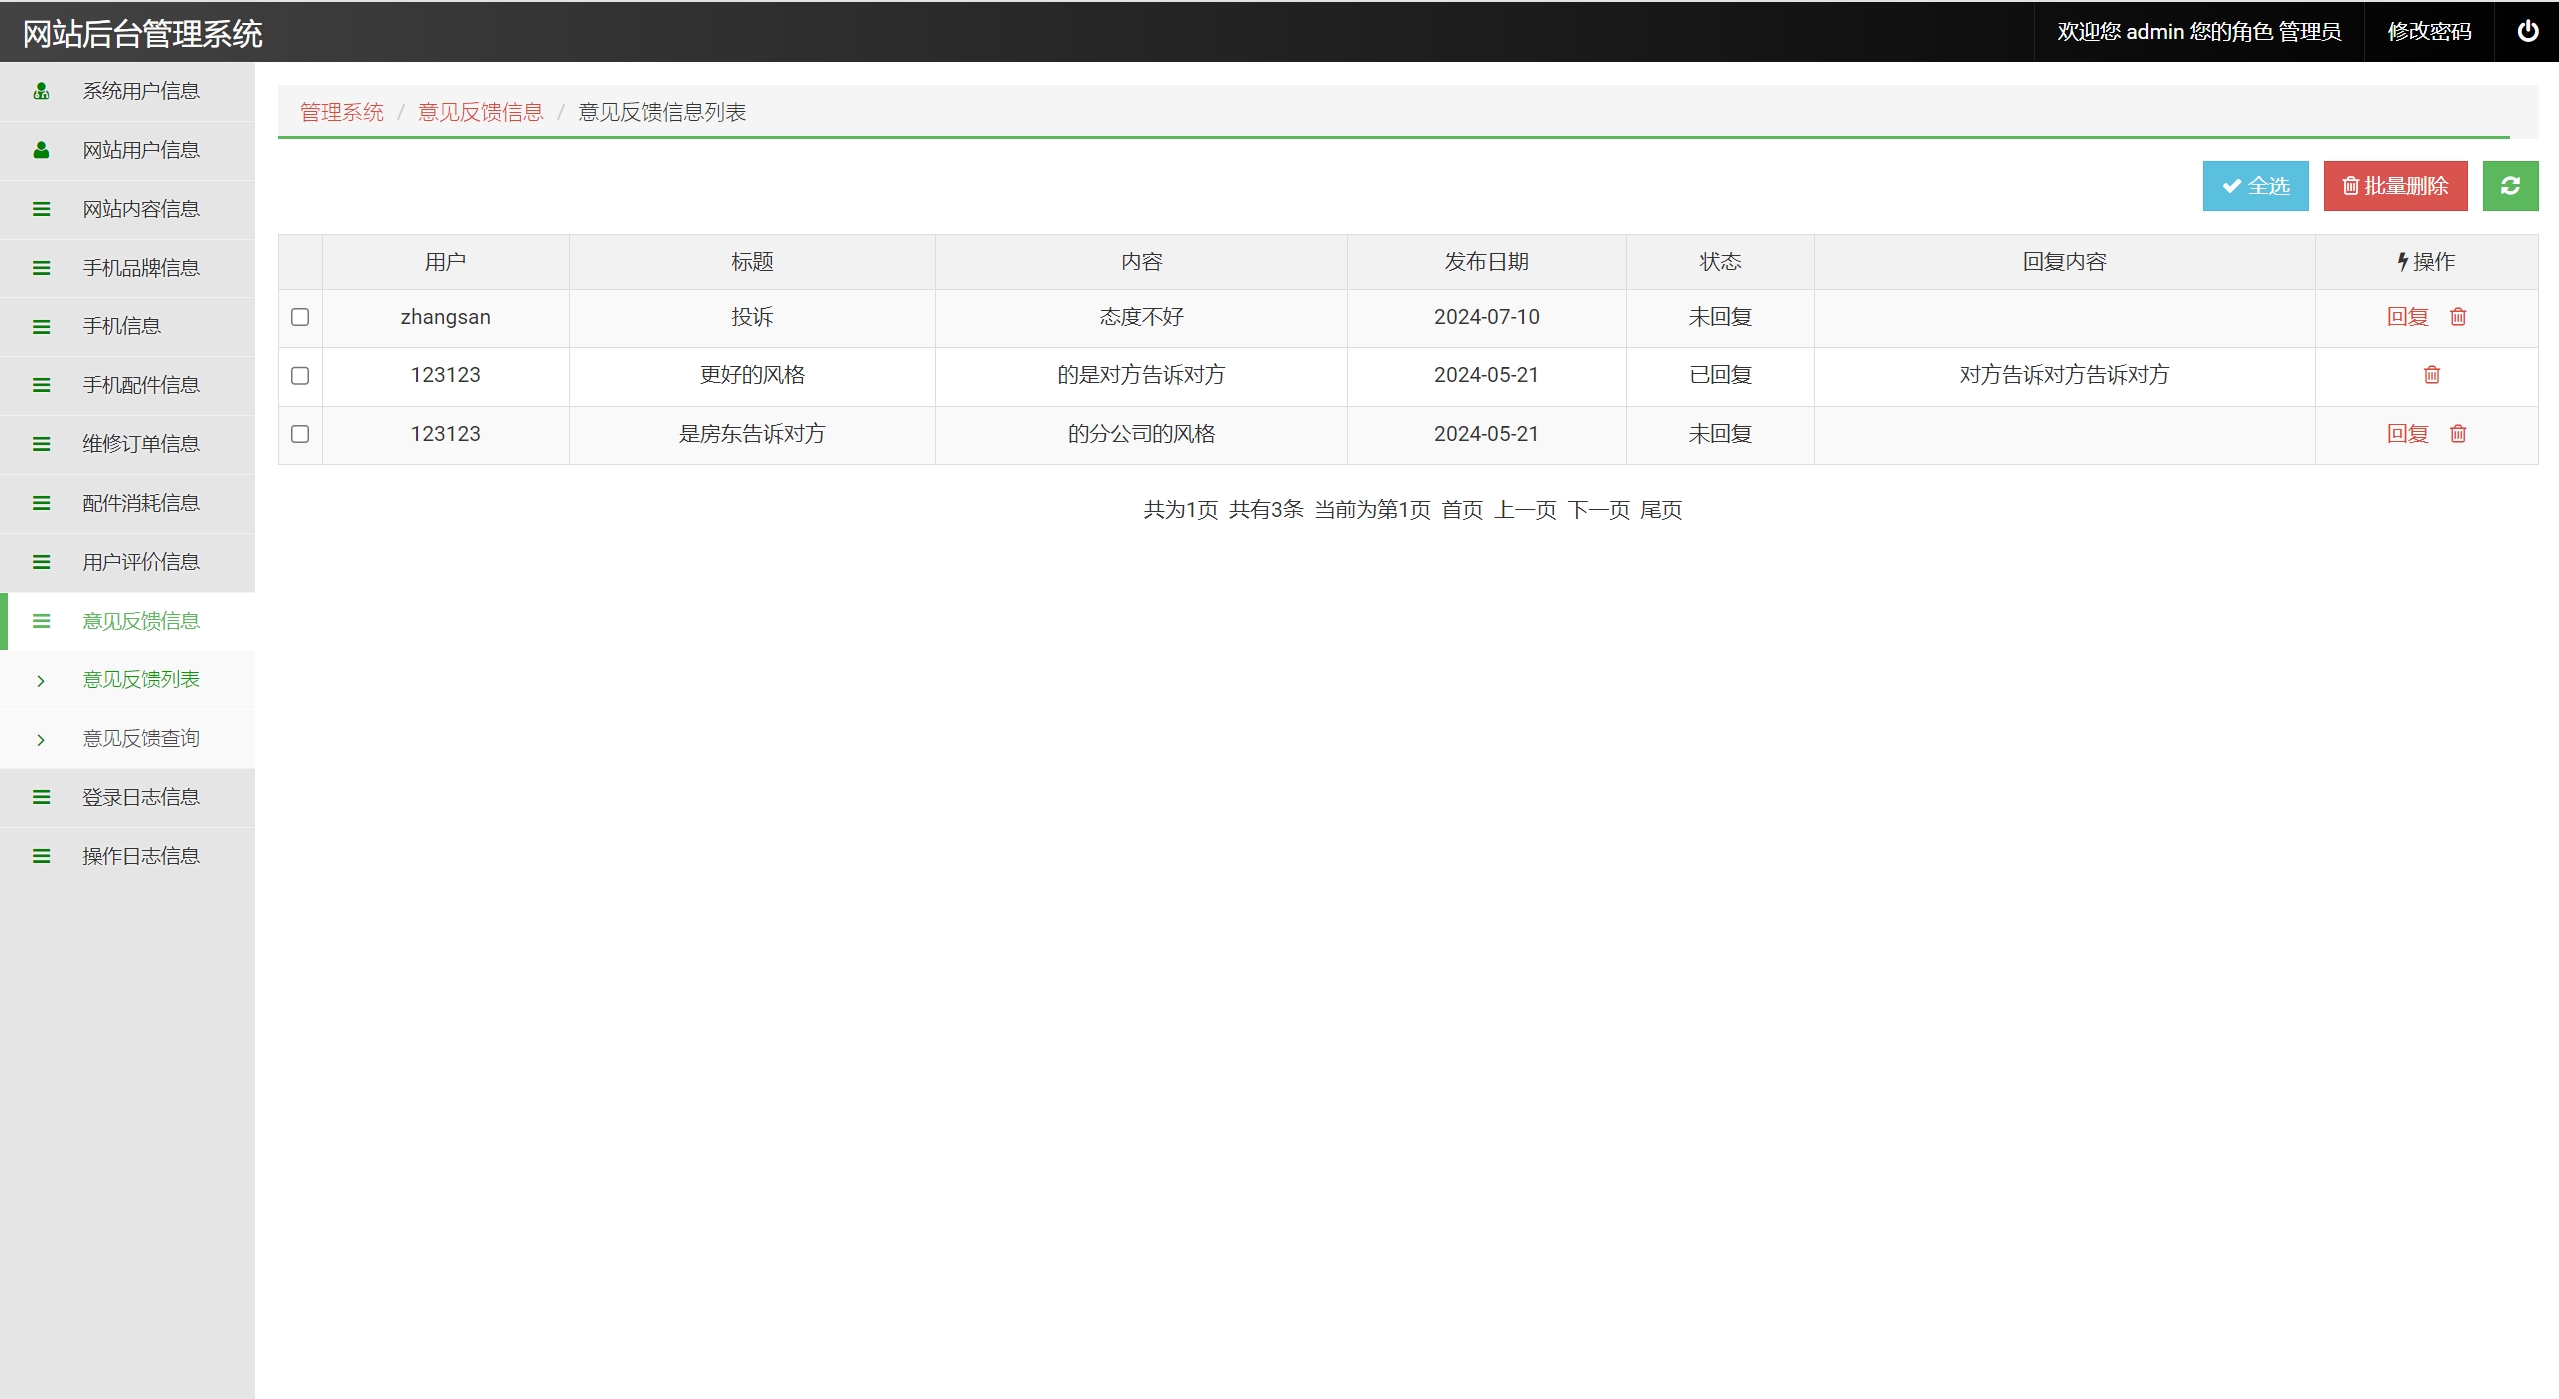 网站后台管理系统
欢迎您 admin 您的角色 管理员
修改密码
系统用户信息
网站用户信息
网站内容信息
手机品牌信息
手机信息
手机配件信息
维修订单信息
配件消耗信息
用户评价信息
意见反馈信息
意见反馈列表
意见反馈查询
登录日志信息
操作日志信息
管理系统 / 意见反馈信息 / 意见反馈信息列表
全选 批量删除
用户 标题 内容 发布日期 状态 回复内容 操作
zhangsan 投诉 态度不好 2024-07-10 未回复 回复
123123 更好的风格 的是对方告诉对方 2024-05-21 已回复 对方告诉对方告诉对方
123123 是房东告诉对方 的分公司的风格 2024-05-21 未回复 回复
共为1页 共有3条 当前为第1页 首页 上一页 下一页 尾页